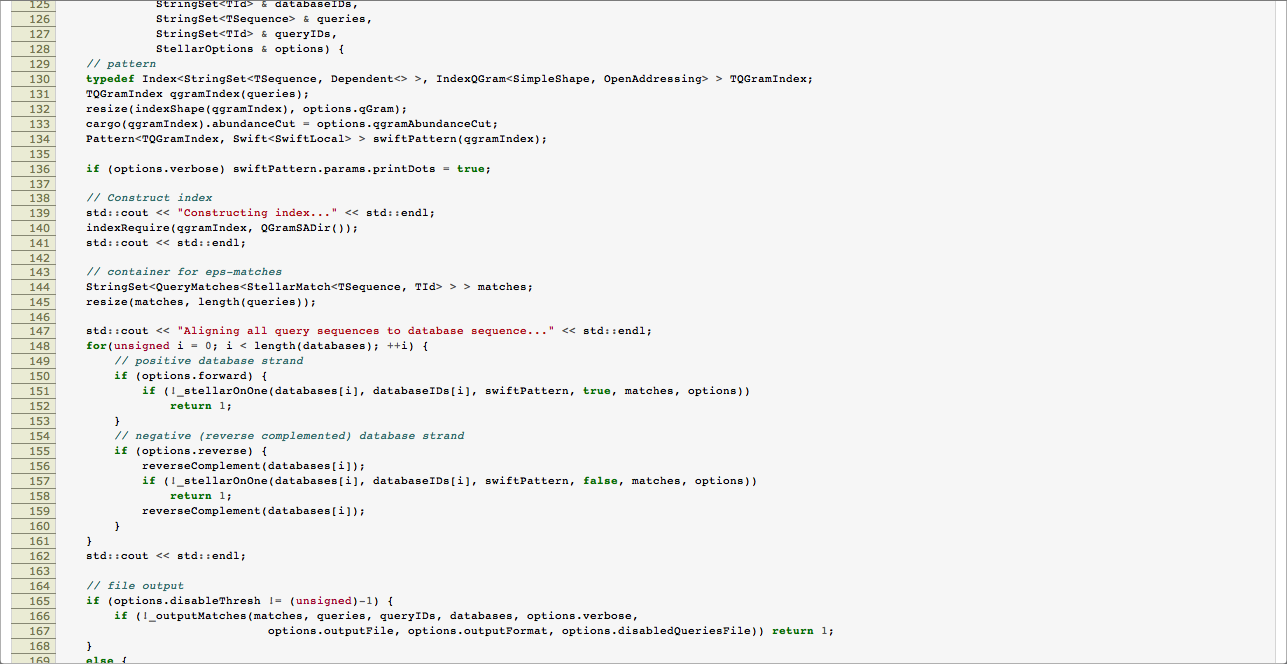 125 StringSet<TId> & databaseIDs,
126 StringSet<TSequence> & queries,
127 StringSet<TId> & queryIDs,
128 StellarOptions & options) {
129 // pattern
130 typedef Index<StringSet<TSequence, Dependent<> >, IndexQGram<SimpleShape, OpenAddressing> > TQGramIndex;
131 TQGramIndex qgramIndex(queries);
132 resize(indexShape(qgramIndex), options.qGram);
133 cargo(qgramIndex).abundanceCut = options.qgramAbundanceCut;
134 Pattern<TQGramIndex, Swift<SwiftLocal> > swiftPattern(qgramIndex);
135
136 if (options.verbose) swiftPattern.params.printDots = true;
137
138 // Construct index
139 std::cout << "Constructing index..." << std::endl;
140 indexRequire(qgramIndex, QGramSADir());
141 std::cout << std::endl;
142
143 // container for eps-matches
144 StringSet<QueryMatches<StellarMatch<TSequence, TId> > > matches;
145 resize(matches, length(queries));
146
147 std::cout << "Aligning all query sequences to database sequence..." << std::endl;
148 for(unsigned i = 0; i < length(databases); ++i) {
149 // positive database strand
150 if (options.forward) {
151 if (!_stellarOnOne(databases[i], databaseIDs[i], swiftPattern, true, matches, options))
152 return 1;
153 }
154 // negative (reverse complemented) database strand
155 if (options.reverse) {
156 reverseComplement(databases[i]);
157 if (!_stellarOnOne(databases[i], databaseIDs[i], swiftPattern, false, matches, options))
158 return 1;
159 reverseComplement(databases[i]);
160 }
161 }
162 std::cout << std::endl;
163
164 // file output
165 if (options.disableThresh != (unsigned)-1) {
166 if (!_outputMatches(matches, queries, queryIDs, databases, options.verbose,
167 options.outputFile, options.outputFormat, options.disabledQueriesFile)) return 1;
168 }
169 else {